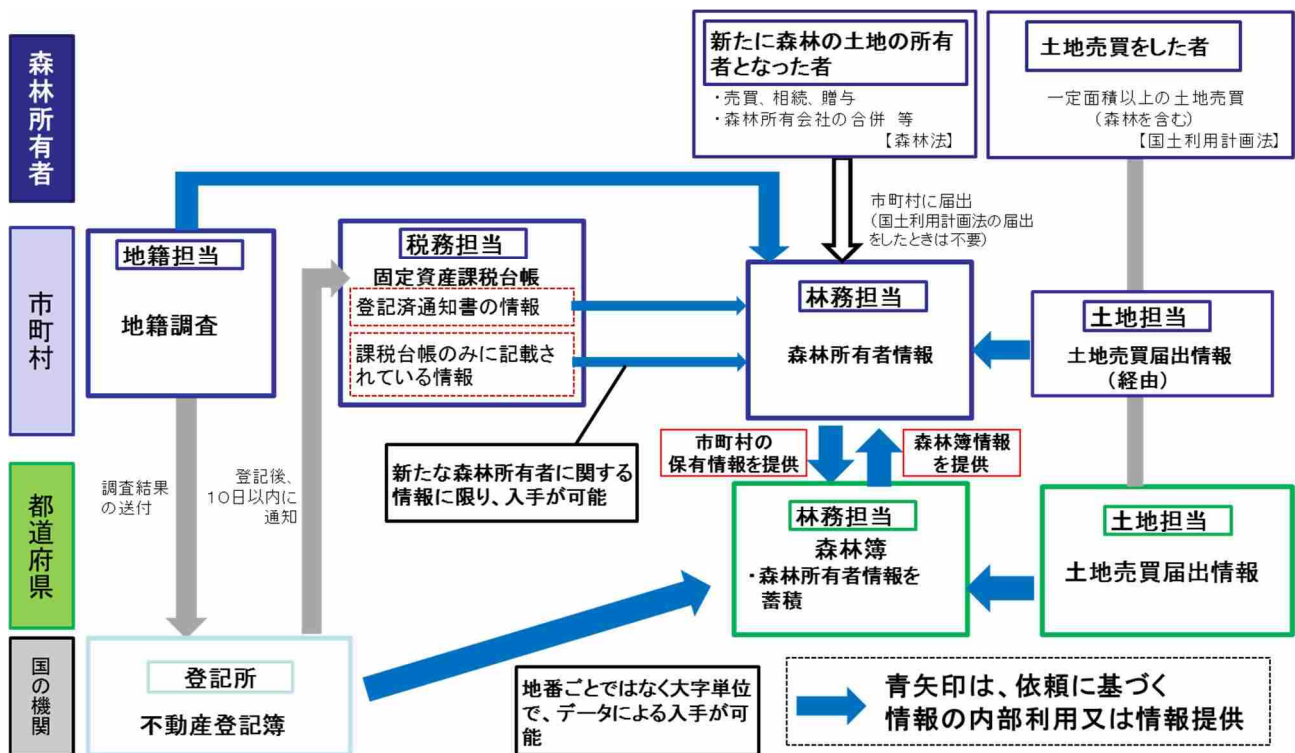 森林所有者
新たに森林の土地の所有
者となった者
・売買、相続、贈与
・森林所有会社の合併 等
【森林法】
土地売買をした者
一定面積以上の土地売買
(森林を含む)
【国土利用計画法】
市町村に届出
(国土利用計画法の届出
をしたときは不要)
市町村
地籍担当
地籍調査
税務担当
固定資産課税台帳
登記済通知書の情報
課税台帳のみに記載さ
れている情報
林務担当
森林所有者情報
土地担当
土地売買届出情報
(経由)
新たな森林所有者に関する
情報に限り、入手が可能
市町村の
保有情報を提供
森林簿情報
を提供
調査結果
の送付
登記後、
10日以内に
通知
都道府県
林務担当
森林簿
・森林所有者情報を
蓄積
土地担当
土地売買届出情報
国の機関
登記所
不動産登記簿
地番ごとではなく大字単位
で、データによる入手が可
能
青矢印は、依頼に基づく
情報の内部利用又は情報提供